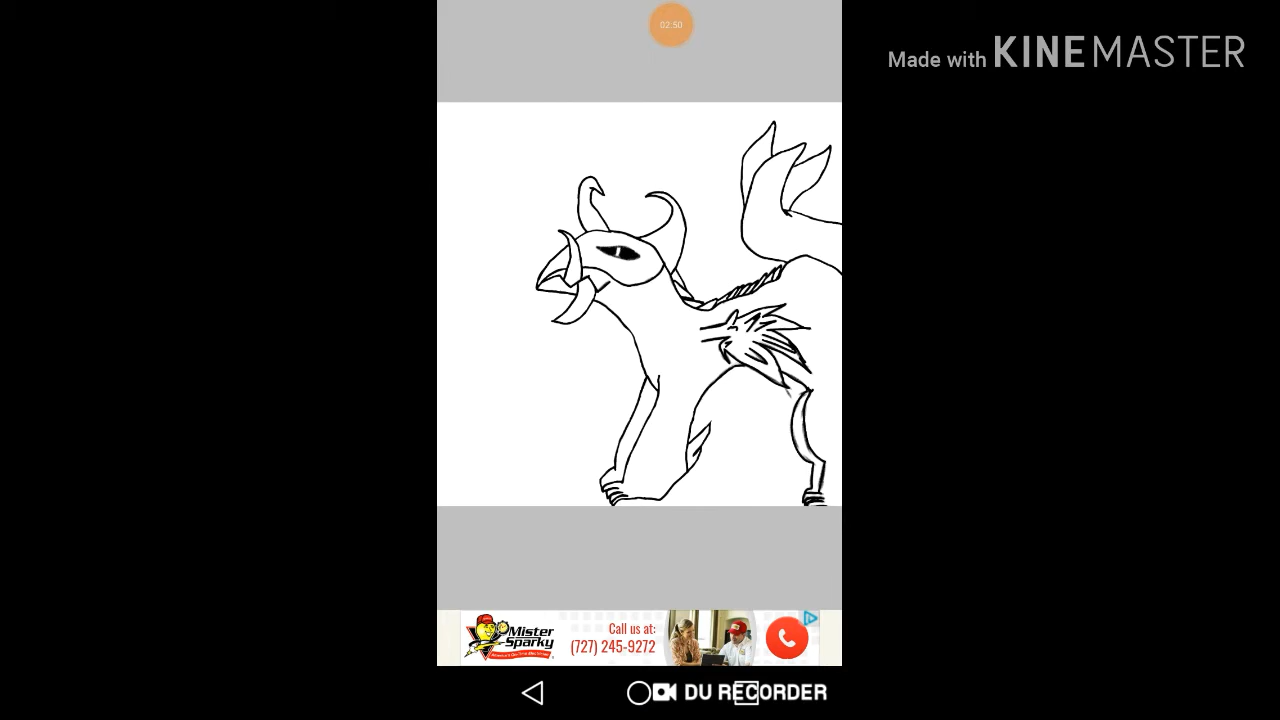 02:50
Made with KINEMASTER
Mister
Sparky
Call us at:
(727) 245-9272
DU RECORDER